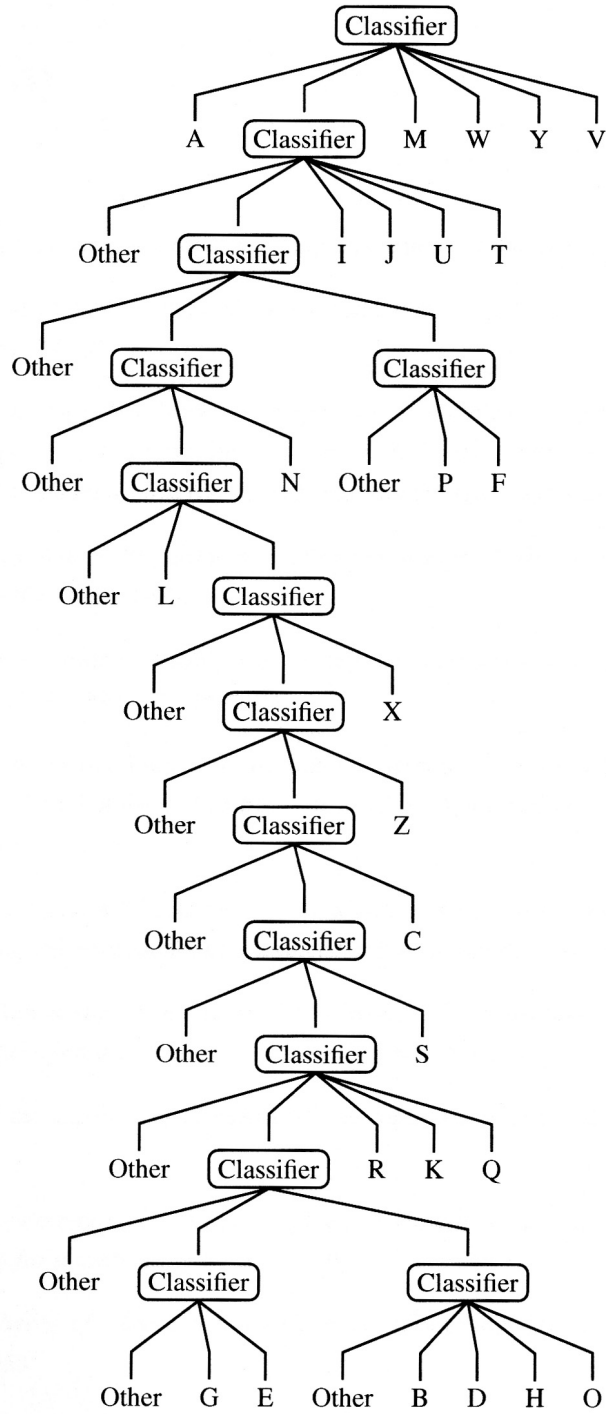 Classifier
A Classifier M W Y V
Other Classifier I J U T
Other Classifier Classifier
Other Classifier N Other P F
Other L Classifier
Other Classifier X
Other Classifier Z
Other Classifier C
Other Classifier S
Other Classifier R K Q
Other Classifier Classifier
Other G E Other B D H O